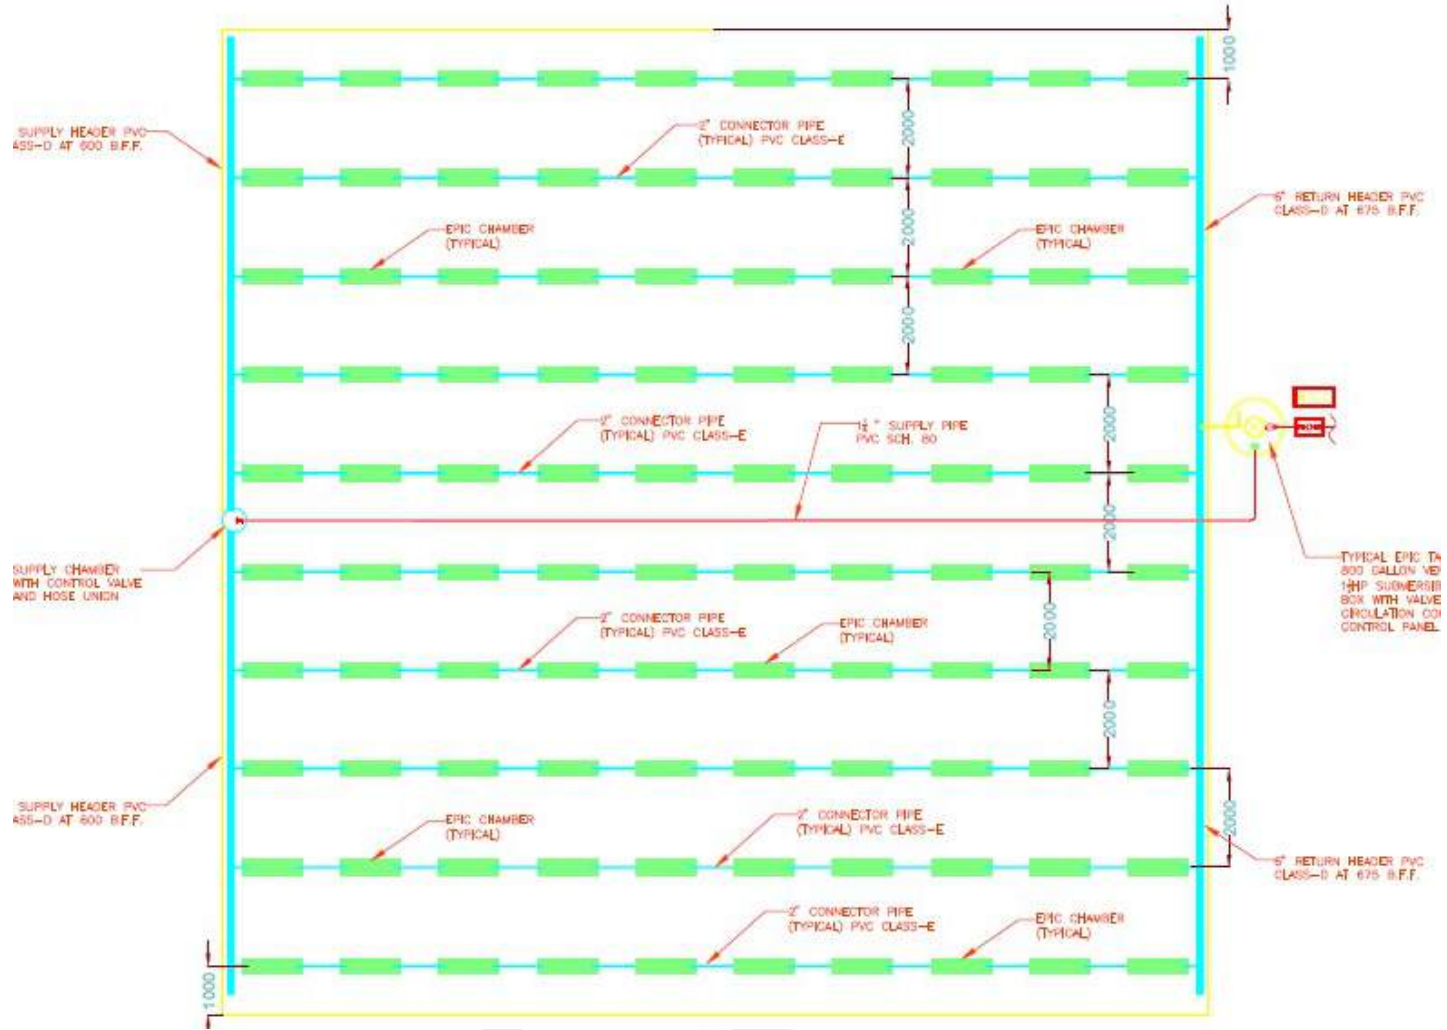 1000
2" CONNECTOR PIPE
(TYPICAL) PVC CLASS-E
2000
SUPPLY HEADER PVC
ASS-D AT 600 B.F.F.
6" RETURN HEADER PVC
CLASS-D AT 675 B.F.F.
2000
EPIC CHAMBER
(TYPICAL)
EPIC CHAMBER
(TYPICAL)
2000
2" CONNECTOR PIPE
(TYPICAL) PVC CLASS-E
1½" SUPPLY PIPE
PVC SCH. 80
2000
2000
SUPPLY CHAMBER
WITH CONTROL VALVE
AND HOSE UNION
TYPICAL EPIC TA
800 GALLON VE
HP SUBMERSIB
BOX WITH VALVE
CIRCULATION CO
CONTROL PANEL
2000
2" CONNECTOR PIPE
(TYPICAL) PVC CLASS-E
EPIC CHAMBER
(TYPICAL)
2000
SUPPLY HEADER PVC
ASS-D AT 600 B.F.F.
EPIC CHAMBER
(TYPICAL)
2" CONNECTOR PIPE
(TYPICAL) PVC CLASS-E
2000
6" RETURN HEADER PVC
CLASS-D AT 675 B.F.F.
2" CONNECTOR PIPE
(TYPICAL) PVC CLASS-E
EPIC CHAMBER
(TYPICAL)
1000